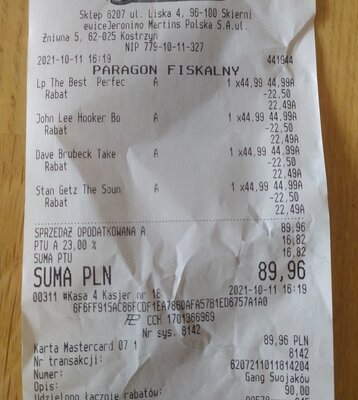 Sklep 6207 ul. Liska 4, 96-100 Skierni
ewiceJeronimo Martins Polska S.A.ul.
Żniwna 5, 62-025 Kostrzyn
NIP 779-10-11-327
2021-10-11 16:19 441944
PARAGON FISKALNY
Lp The Best Perfec A 1 x44,99 44,99A
Rabat -22,50
22,49A
John Lee Hooker Bo A 1 x44,99 44,99A
Rabat -22,50
22,49A
Dave Brubeck Take A 1 x44,99 44,99A
Rabat -22,50
22,49A
Stan Getz The Soun A 1 x44,99 44,99A
Rabat -22,50
22,49A
SPRZEDAŻ OPODATKOWANA A 89,96
PTU A 23,00 % 16,82
SUMA PTU 16,82
SUMA PLN 89,96
00311 #Kasa 4 Kasjer nr 18 2021-10-11 16:19
6F6FF915AC86FCDF1EA7860AFA57B1ED6757A1A0
CCH 1701366969
Nr sys. 8142
Karta Mastercard 07 1 89,96 PLN
Nr transakcji: 8142
Numer: 6207211011814204
Opis: Gang Swojaków
Udzielono łącznie rabatów: 90,00